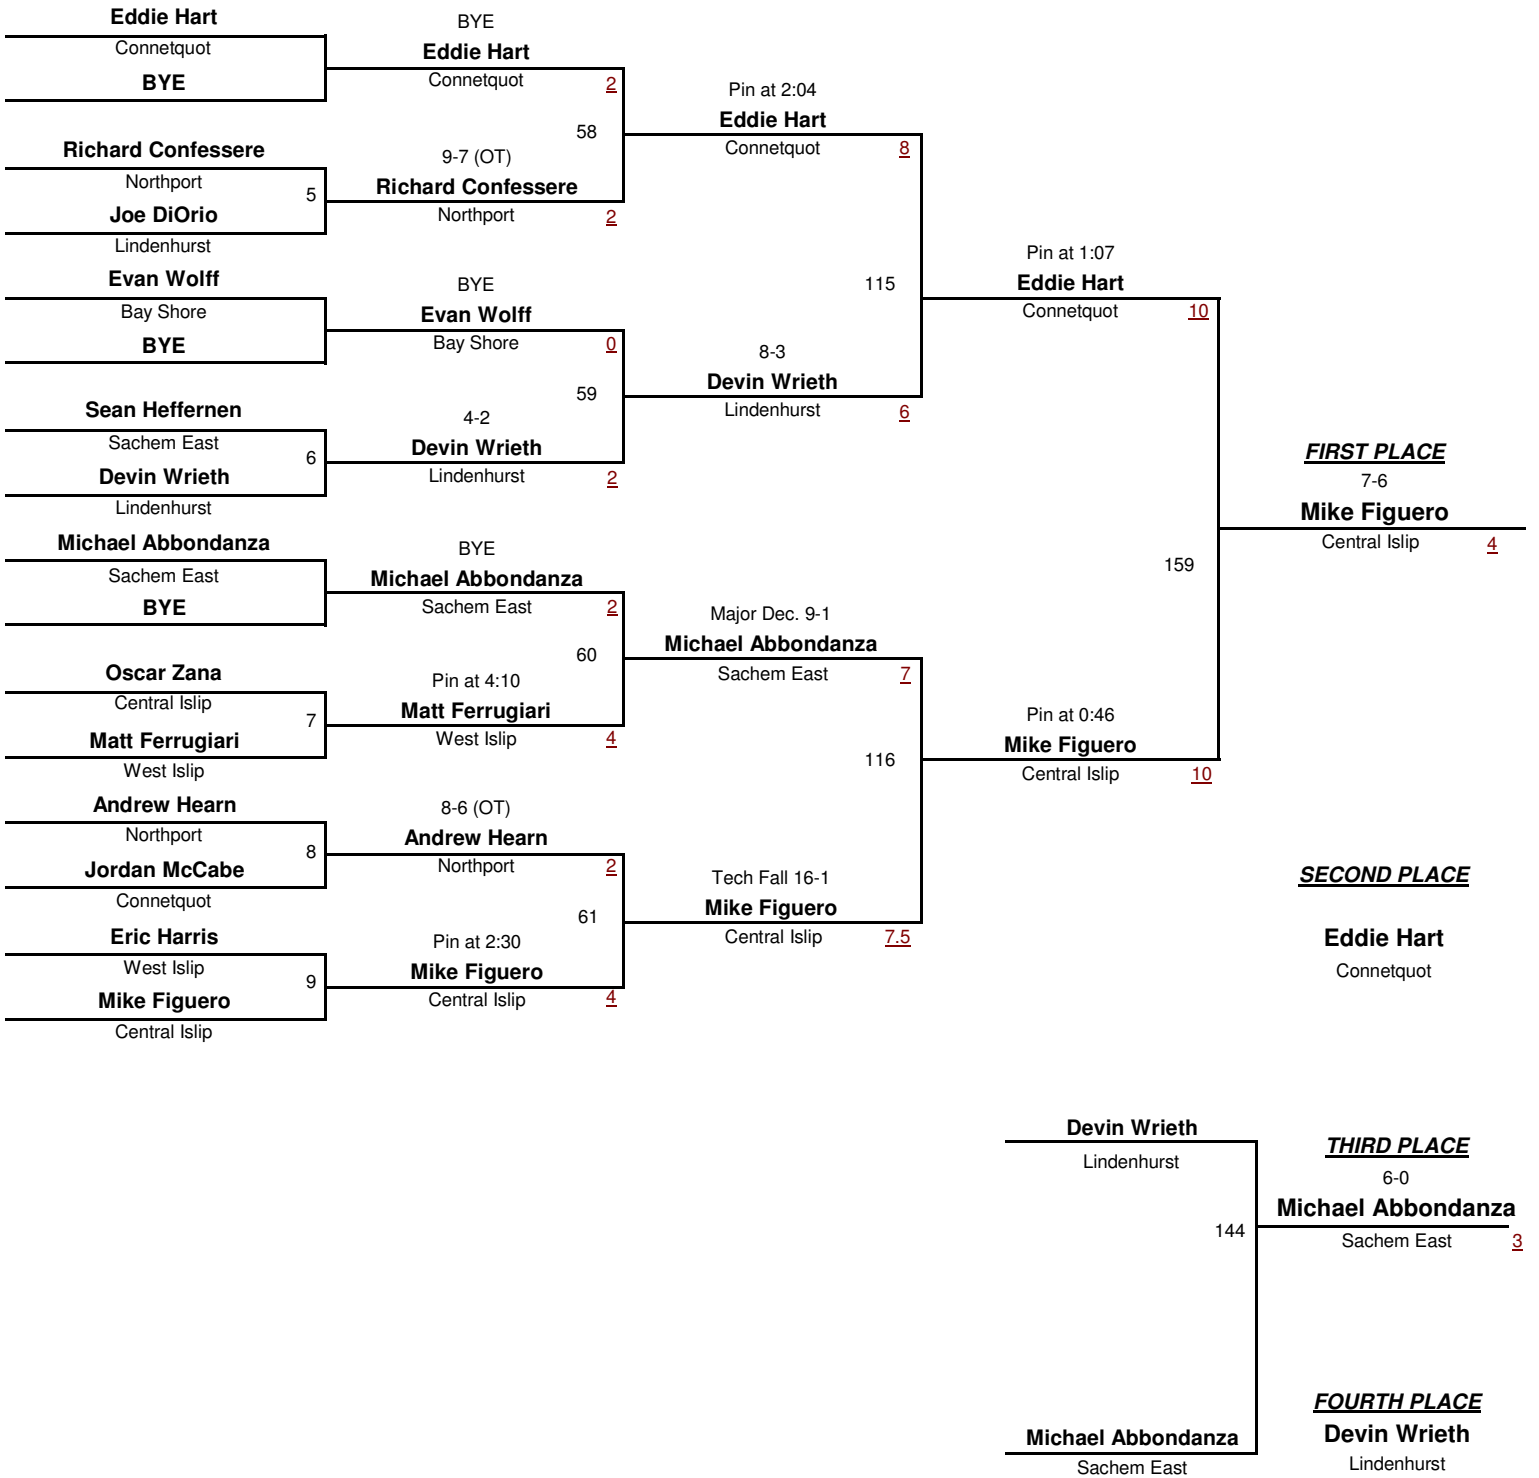 Eddie Hart
Connetquot
BYE
Richard Confessere
Northport
5
Joe DiOrio
Lindenhurst
Evan Wolff
Bay Shore
BYE
Sean Heffernen
Sachem East
6
Devin Wrieth
Lindenhurst
Michael Abbondanza
Sachem East
BYE
Oscar Zana
Central Islip
7
Matt Ferrugiari
West Islip
Andrew Hearn
Northport
8
Jordan McCabe
Connetquot
Eric Harris
West Islip
9
Mike Figuero
Central Islip
BYE
Eddie Hart
Connetquot
2
58
9-7 (OT)
Richard Confessere
Northport
2
BYE
Evan Wolff
Bay Shore
0
59
4-2
Devin Wrieth
Lindenhurst
2
BYE
Michael Abbondanza
Sachem East
2
60
Pin at 4:10
Matt Ferrugiari
West Islip
4
8-6 (OT)
Andrew Hearn
Northport
2
61
Pin at 2:30
Mike Figuero
Central Islip
4
Pin at 2:04
Eddie Hart
Connetquot
8
115
8-3
Devin Wrieth
Lindenhurst
6
Major Dec. 9-1
Michael Abbondanza
Sachem East
7
116
Tech Fall 16-1
Mike Figuero
Central Islip
7.5
Pin at 1:07
Eddie Hart
Connetquot
10
159
Pin at 0:46
Mike Figuero
Central Islip
10
FIRST PLACE
7-6
Mike Figuero
Central Islip
4
SECOND PLACE
Eddie Hart
Connetquot
Devin Wrieth
Lindenhurst
144
Michael Abbondanza
Sachem East
THIRD PLACE
6-0
Michael Abbondanza
Sachem East
3
FOURTH PLACE
Devin Wrieth
Lindenhurst